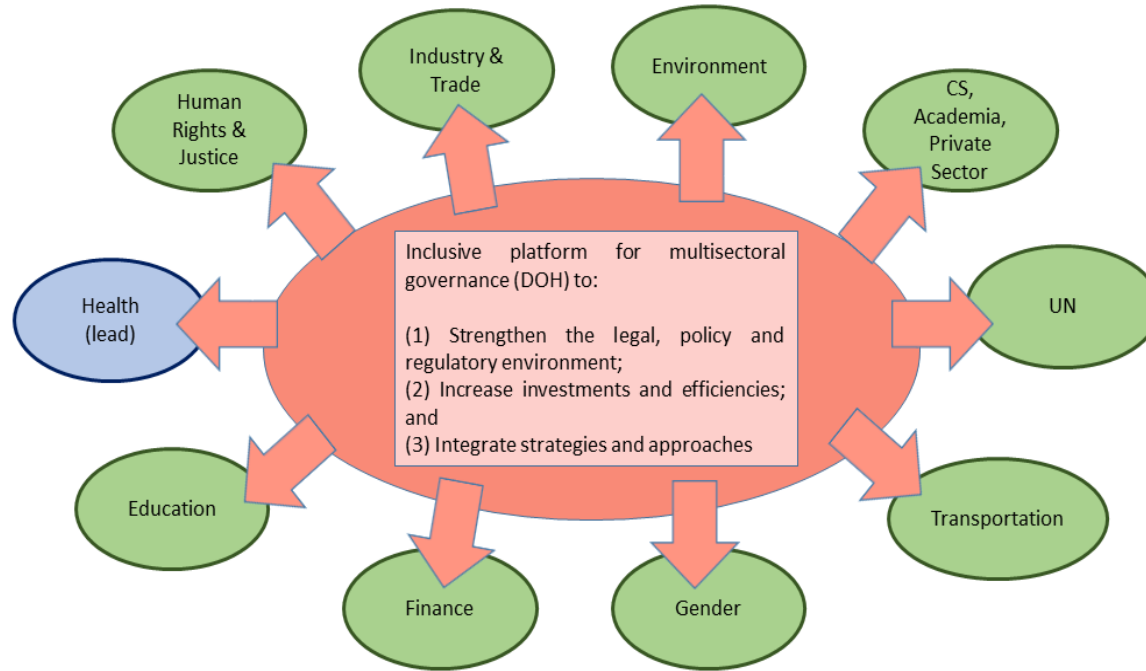 Industry &
Trade
Environment
Human
Rights &
Justice
CS,
Academia,
Private
Sector
Inclusive platform for multisectoral
governance (DOH) to:
(1) Strengthen the legal, policy and
regulatory environment;
(2) Increase investments and efficiencies;
and
(3) Integrate strategies and approaches
Health
(lead)
UN
Education
Transportation
Finance
Gender